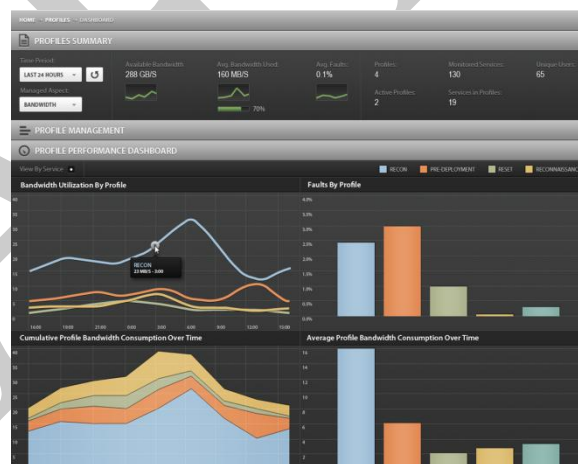 HOME → PROFILES → DASHBOARD
PROFILES SUMMARY
Time Period:
LAST 24 HOURS
Managed Aspect:
BANDWIDTH
Available Bandwidth:
288 GB/S
Avg. Bandwidth Used:
160 MB/S
70%
Avg. Faults:
0.1%
Profiles:
4
Active Profiles:
2
Monitored Services:
130
Services in Profiles:
19
Unique Users:
65
PROFILE MANAGEMENT
PROFILE PERFORMANCE DASHBOARD
View By Service
RECON PRE-DEPLOYMENT RESET RECONNAISSANC
Bandwidth Utilization By Profile
RECON
23 MB/S - 3:00
Faults By Profile
Cumulative Profile Bandwidth Consumption Over Time
Average Profile Bandwidth Consumption Over Time